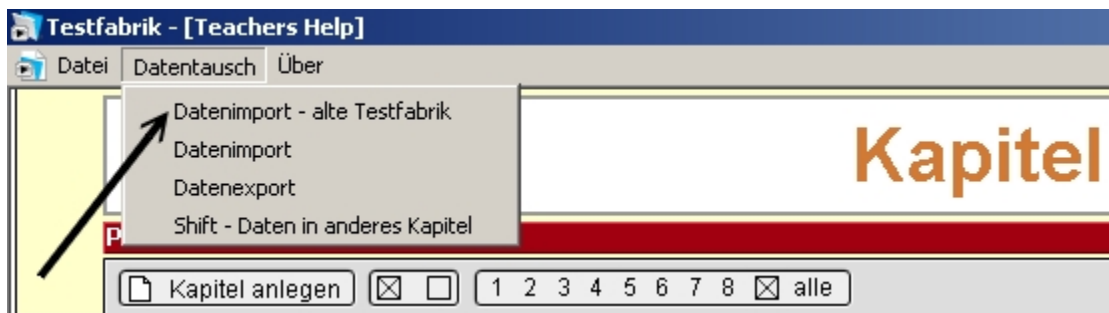 Testfabrik - [Teachers Help]
Datei Datentausch Über
Datenimport - alte Testfabrik
Datenimport
Datenexport
Shift - Daten in anderes Kapitel
Kapitel
P
Kapitel anlegen 1 2 3 4 5 6 7 8 alle